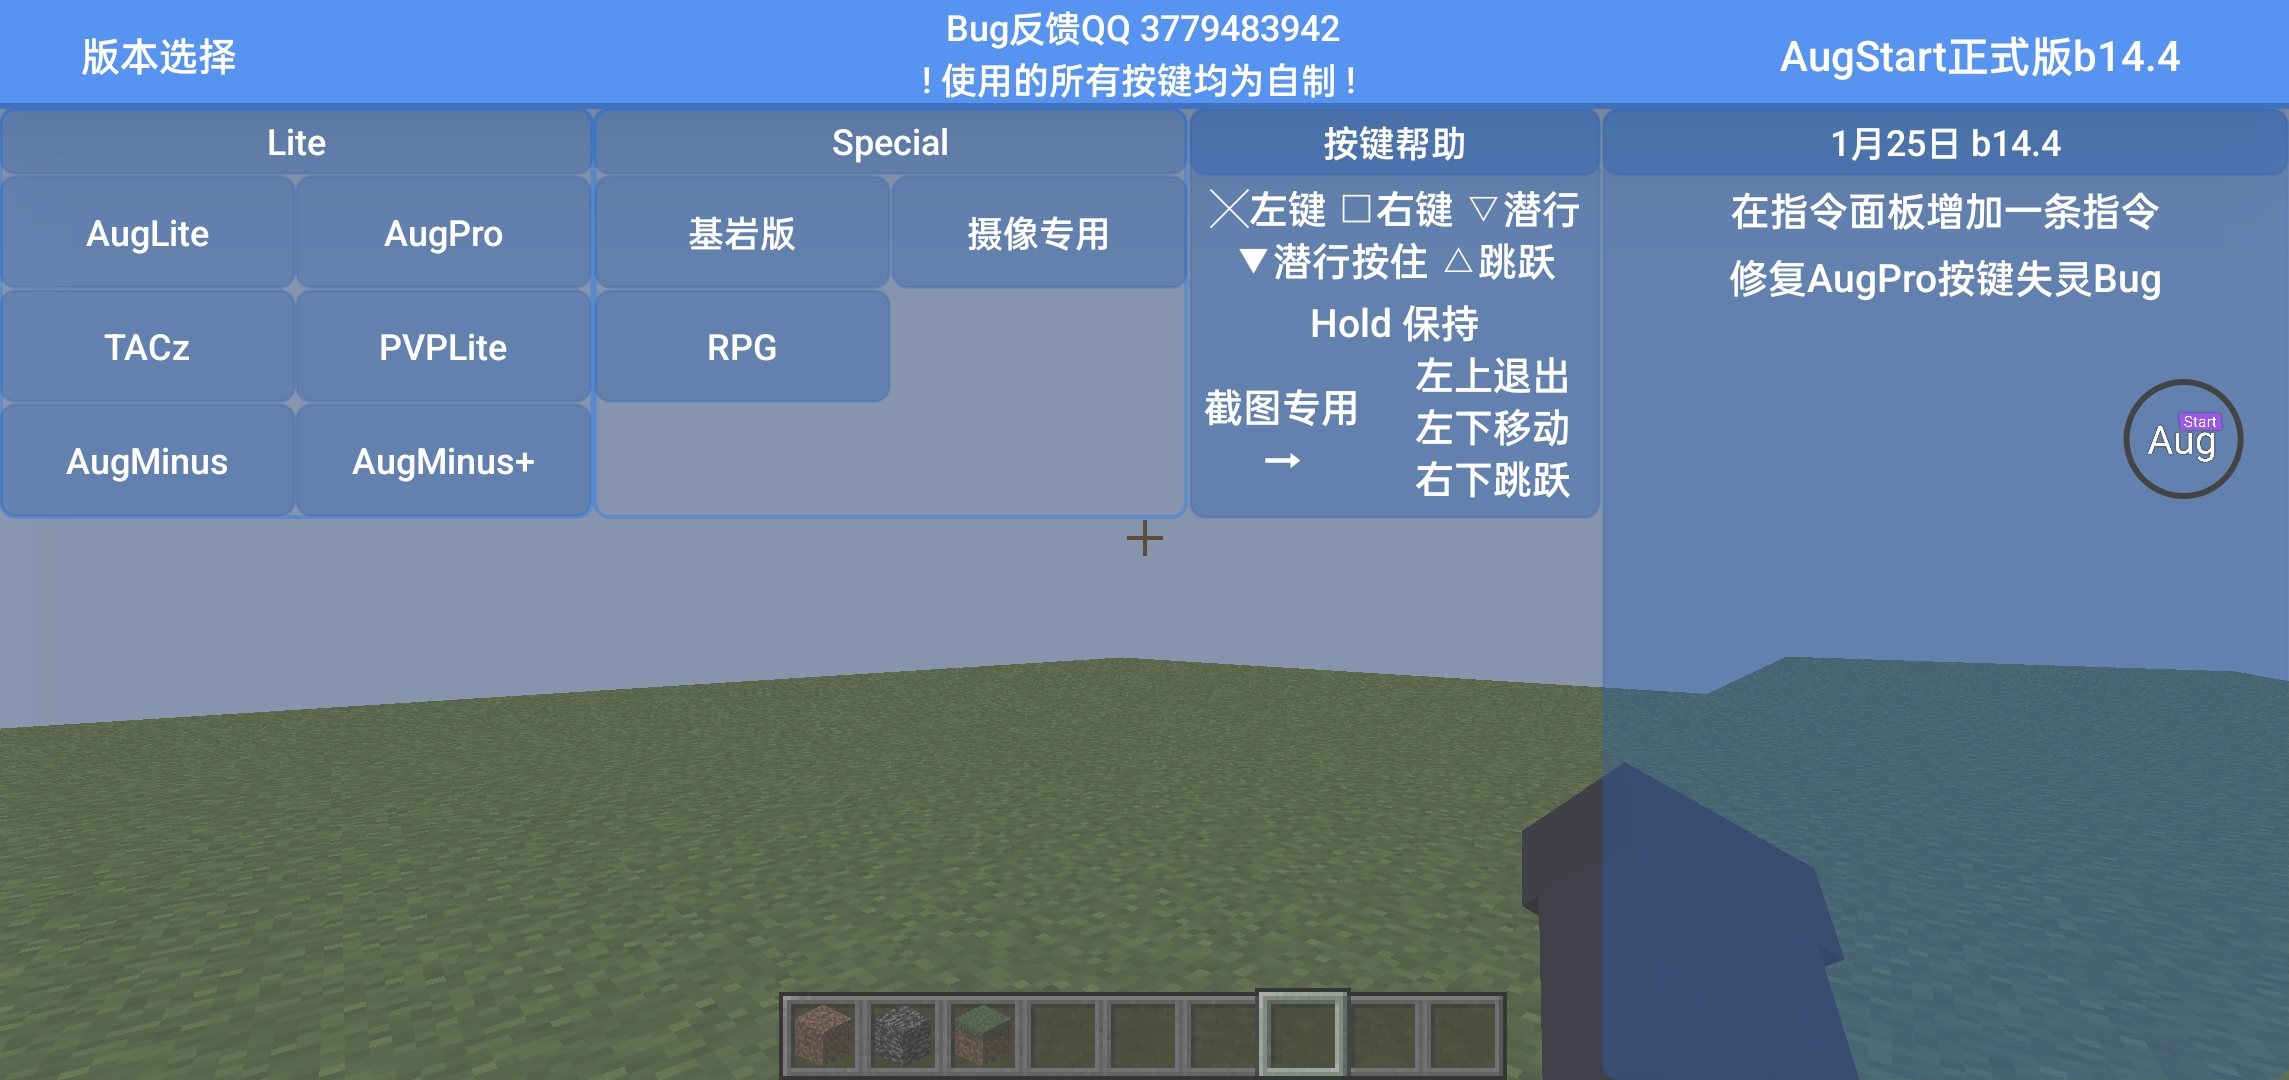 版本选择
Bug反馈QQ 3779483942
！使用的所有按键均为自制！
AugStart正式版b14.4
Lite
AugLite
AugPro
TACz
PVPLite
AugMinus
AugMinus+
Special
基岩版
摄像专用
RPG
按键帮助
╳左键 □右键 ▽潜行
▼潜行按住 △跳跃
Hold 保持
截图专用
→
左上退出
左下移动
右下跳跃
1月25日 b14.4
在指令面板增加一条指令
修复AugPro按键失灵Bug
Start
Aug